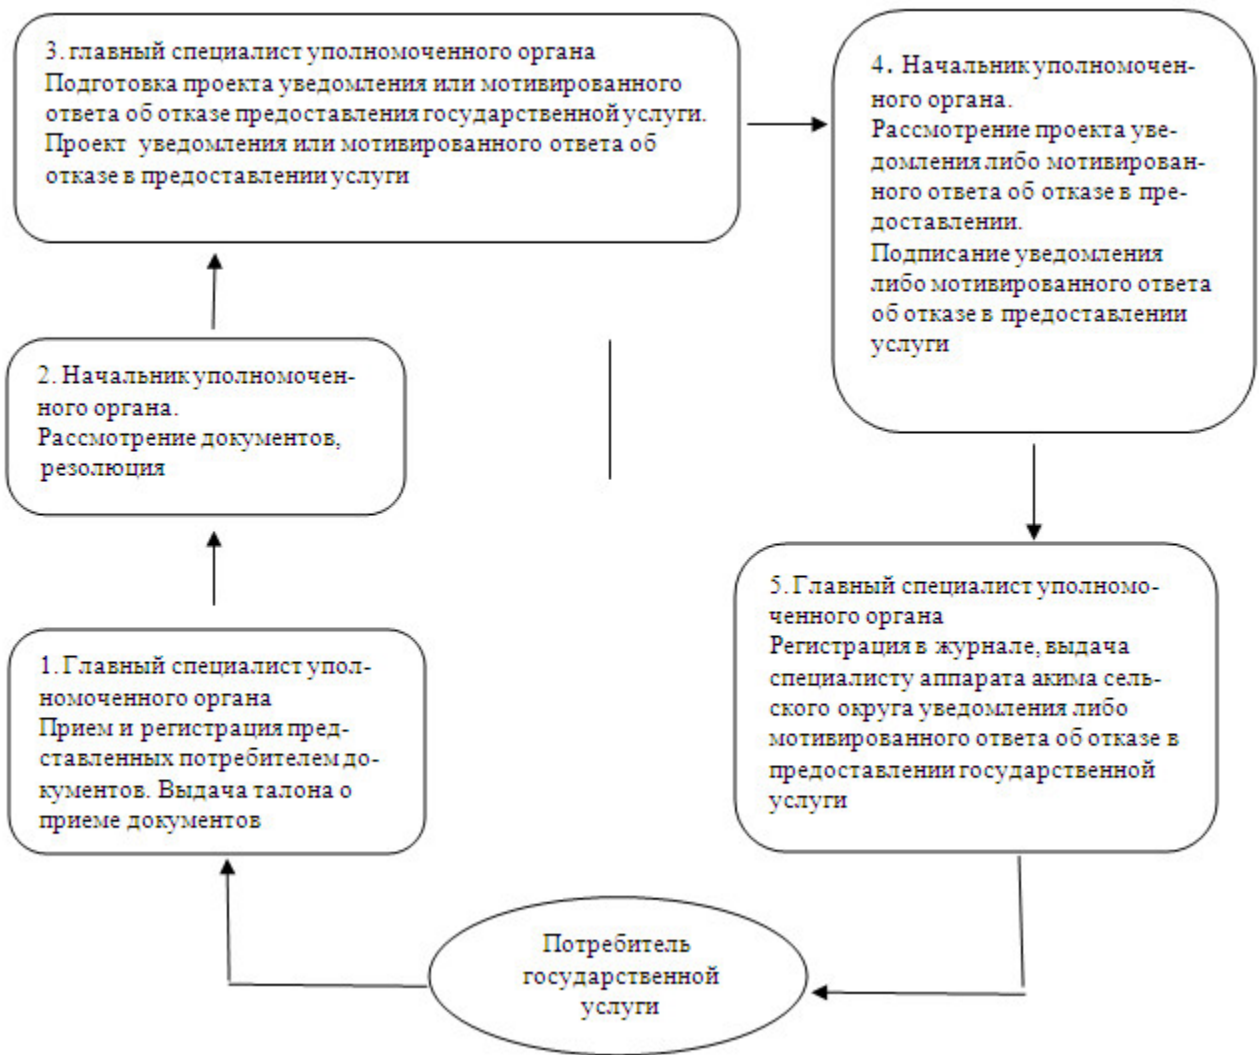 3. главный специалист уполномоченного органа
Подготовка проекта уведомления или мотивированного
ответа об отказе предоставления государственной услуги.
Проект уведомления или мотивированного ответа об
отказе в предоставлении услуги
4. Начальник уполномочен-
ного органа.
Рассмотрение проекта уве-
домления либо мотивирован-
ного ответа об отказе в пре-
доставлении.
Подписание уведомления
либо мотивированного ответа
об отказе в предоставлении
услуги
2. Начальник уполномочен-
ного органа.
Рассмотрение документов,
резолюция
1. Главный специалист упол-
номоченного органа
Прием и регистрация пред-
ставленных потребителем до-
кументов. Выдача талона о
приеме документов
5. Главный специалист уполномо-
ченного органа
Регистрация в журнале, выдача
специалисту аппарата акима сель-
ского округа уведомления либо
мотивированного ответа об отказе в
предоставлении государственной
услуги
Потребитель
государственной
услуги